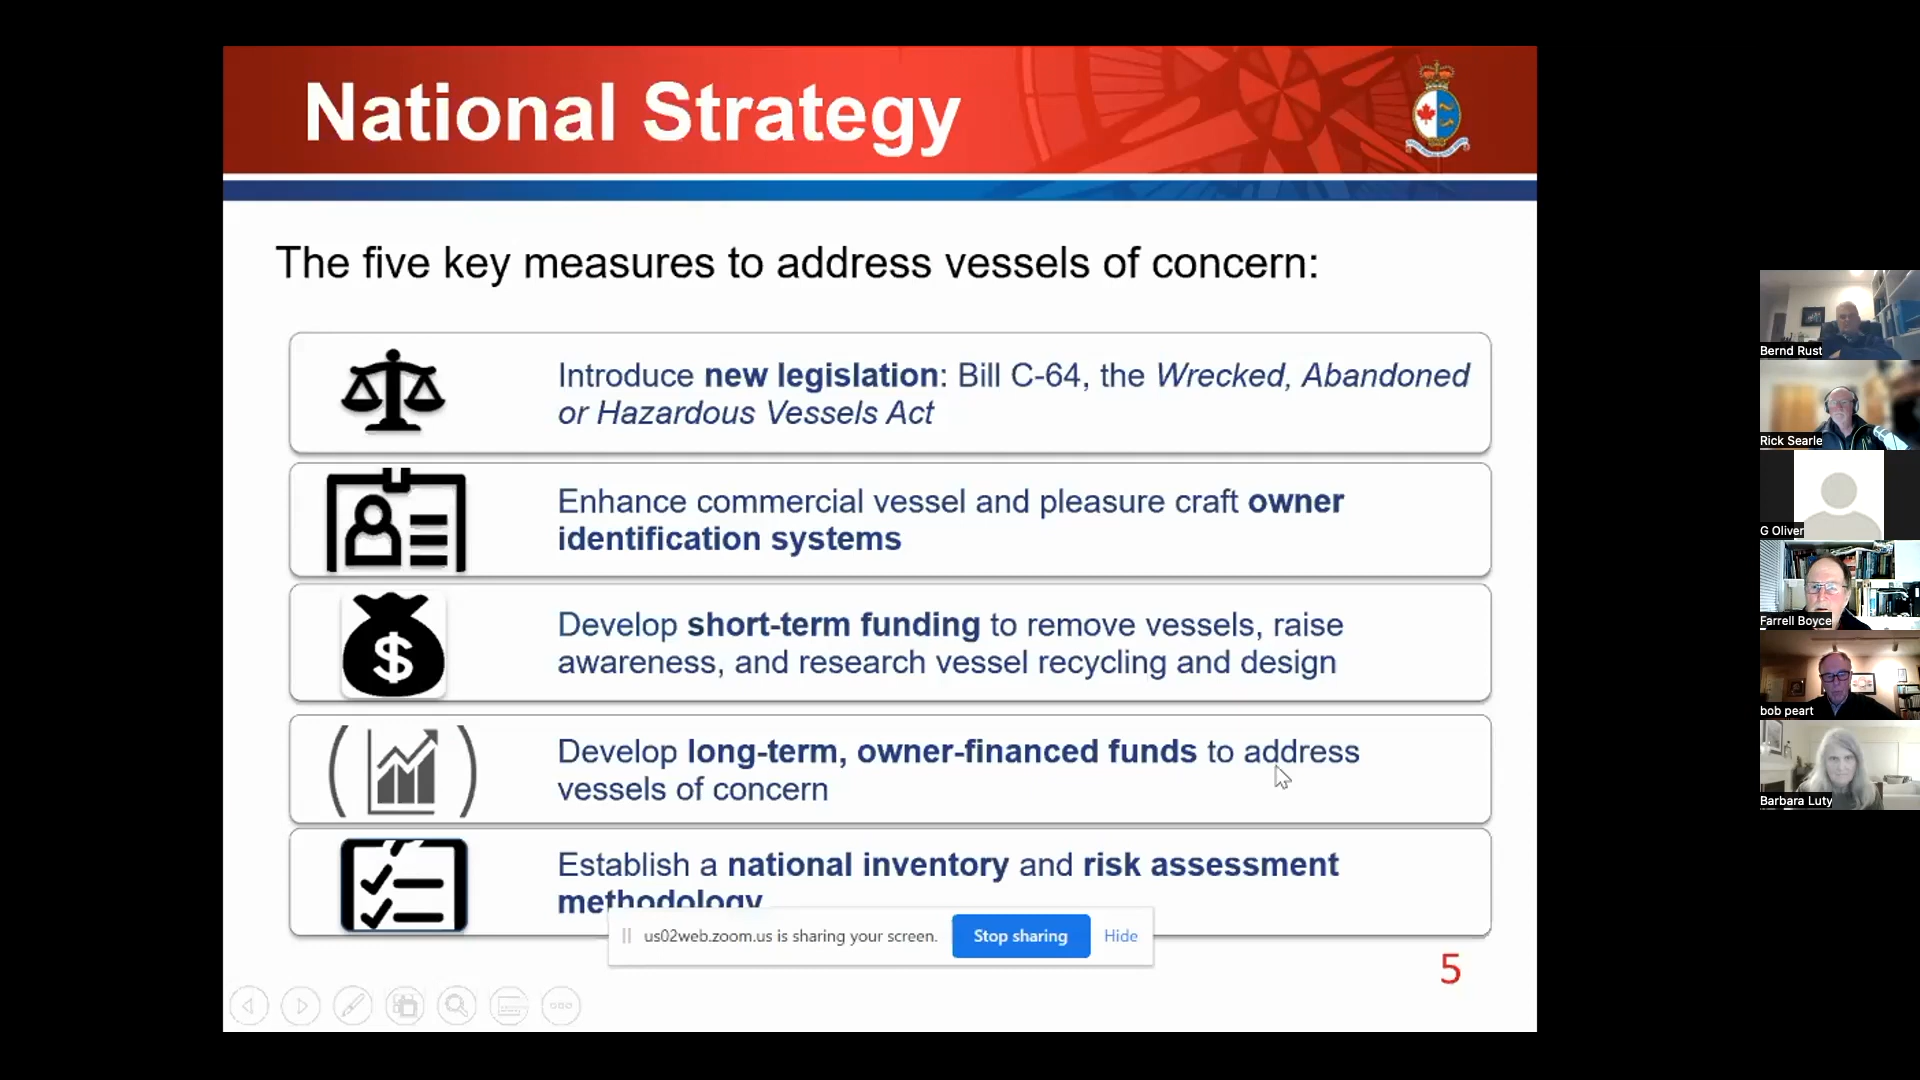 National Strategy
The five key measures to address vessels of concern:
Introduce new legislation: Bill C-64, the Wrecked, Abandoned
or Hazardous Vessels Act
Enhance commercial vessel and pleasure craft owner
identification systems
$
Develop short-term funding to remove vessels, raise
awareness, and research vessel recycling and design
Develop long-term, owner-financed funds to address
vessels of concern
Establish a national inventory and risk assessment
methodology
us02web.zoom.us is sharing your screen.
Stop sharing
Hide
5
Bernd Rust
Rick Searle
G Oliver
Farrell Boyce
bob peart
Barbara Luty